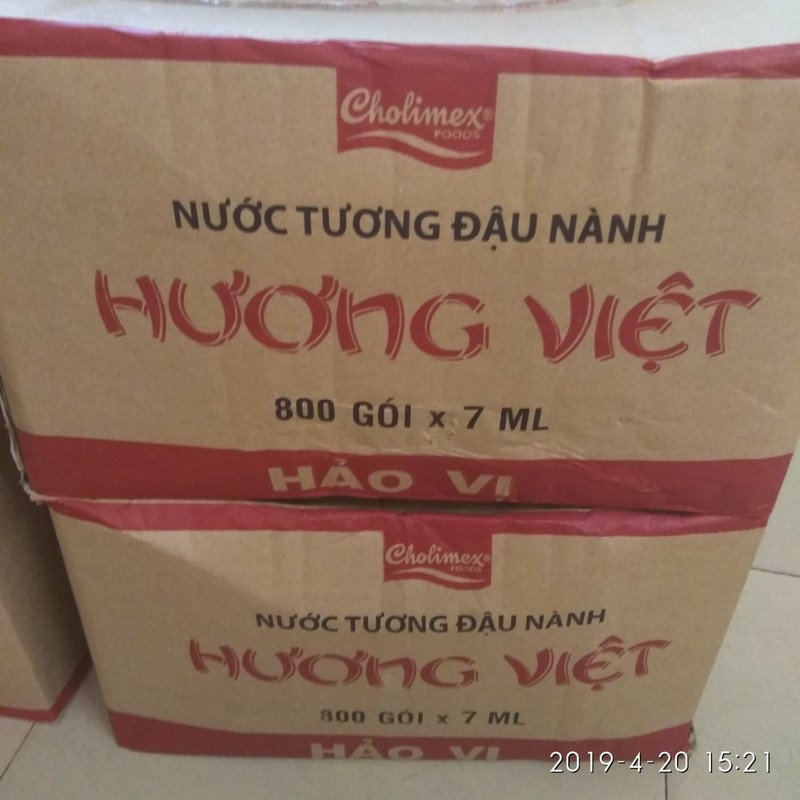 Cholimex®
FOODS
NƯỚC TƯƠNG ĐẬU NÀNH
HƯƠNG VIỆT
800 GÓI x 7 ML
HẢO VỊ
Cholimex®
FOODS
NƯỚC TƯƠNG ĐẬU NÀNH
HƯƠNG VIỆT
800 GÓI x 7 ML
HẢO VỊ
2019-4-20 15:21